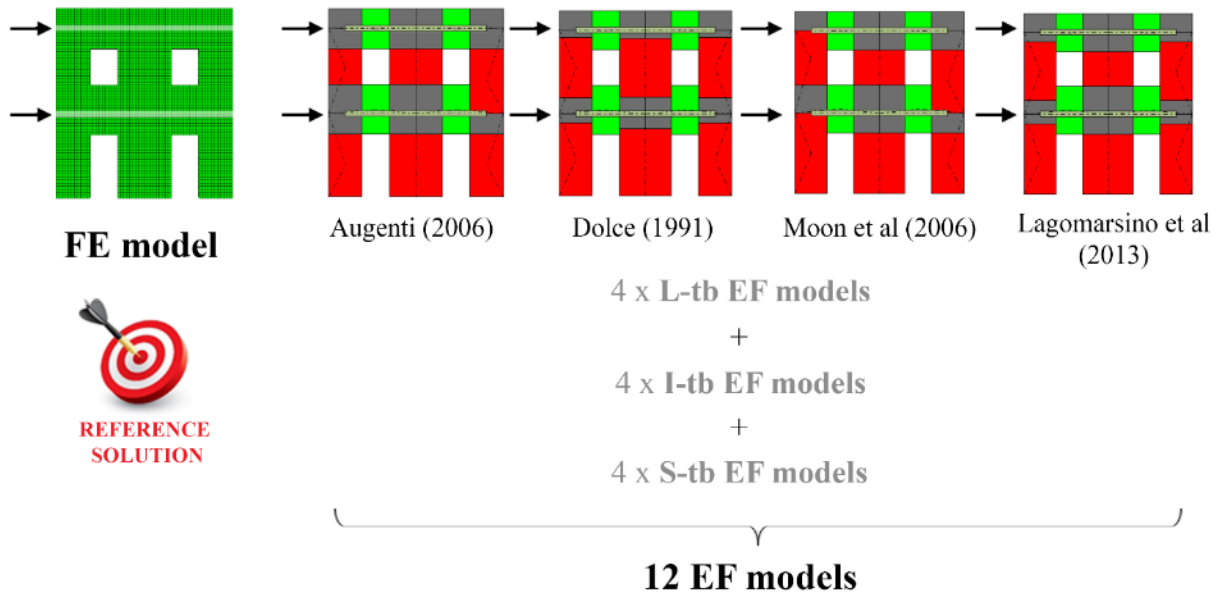 FE model
Augenti (2006)
Dolce (1991)
Moon et al (2006)
Lagomarsino et al
(2013)
REFERENCE
SOLUTION
4 x L-tb EF models
+
4 x I-tb EF models
+
4 x S-tb EF models
12 EF models